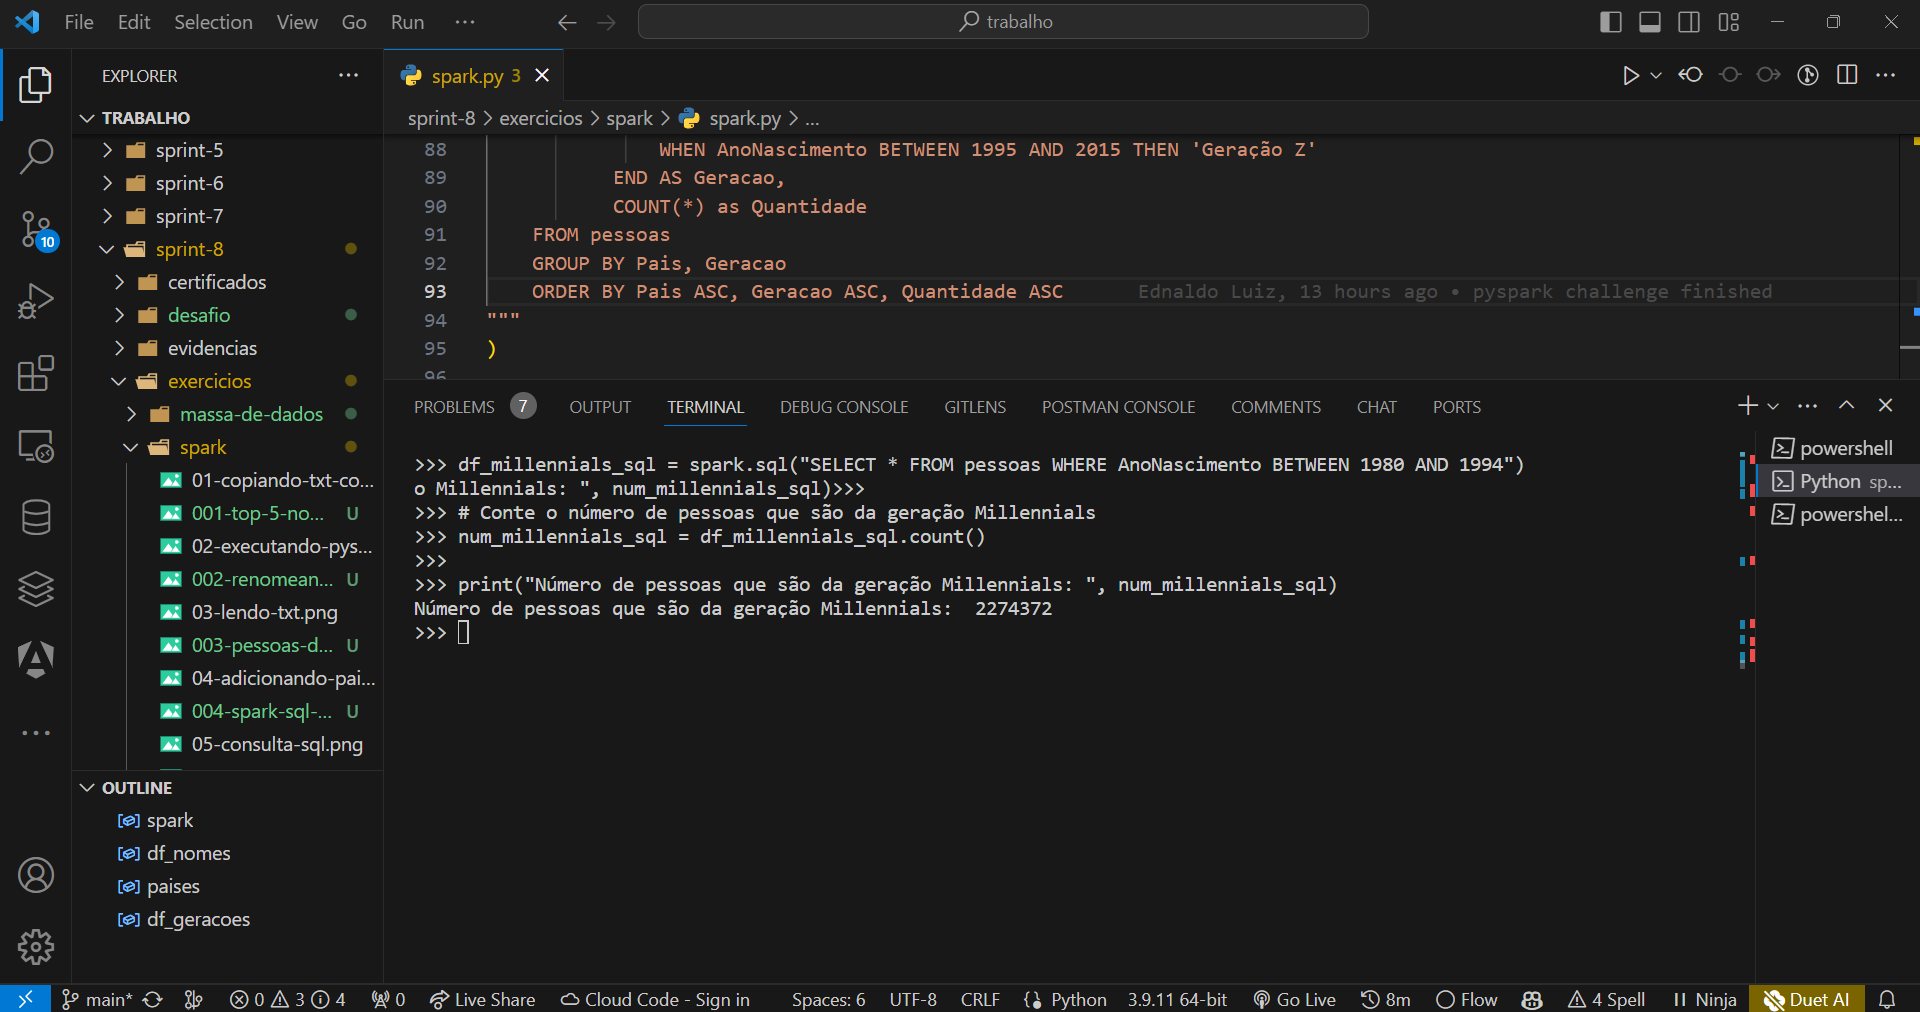 File Edit Selection View Go Run ··· trabalho
EXPLORER
TRABALHO
sprint-5
sprint-6
sprint-7
sprint-8
certificados
desafio
evidencias
exercicios
massa-de-dados
spark
01-copiando-txt-co...
001-top-5-no... U
02-executando-pys...
002-renomean... U
03-lendo-txt.png
003-pessoas-d... U
04-adicionando-pai...
004-spark-sql-... U
05-consulta-sql.png
OUTLINE
spark
df_nomes
paises
df_geracoes
spark.py 3
sprint-8 > exercicios > spark > spark.py > ...
88 WHEN AnoNascimento BETWEEN 1995 AND 2015 THEN 'Geração Z'
89 END AS Geracao,
90 COUNT(*) as Quantidade
91 FROM pessoas
92 GROUP BY Pais, Geracao
93 ORDER BY Pais ASC, Geracao ASC, Quantidade ASC Ednaldo Luiz, 13 hours ago • pyspark challenge finished
94 """
95 )
96
PROBLEMS 7 OUTPUT TERMINAL DEBUG CONSOLE GITLENS POSTMAN CONSOLE COMMENTS CHAT PORTS
>>> df_millennials_sql = spark.sql("SELECT * FROM pessoas WHERE AnoNascimento BETWEEN 1980 AND 1994")
o Millennials: ", num_millennials_sql)>>>
>>> # Conte o número de pessoas que são da geração Millennials
>>> num_millennials_sql = df_millennials_sql.count()
>>>
>>> print("Número de pessoas que são da geração Millennials: ", num_millennials_sql)
Número de pessoas que são da geração Millennials:  2274372
>>>
powershell
Python sp...
powershel...
10
main* 0 3 4 0 Live Share Cloud Code - Sign in Spaces: 6 UTF-8 CRLF Python 3.9.11 64-bit Go Live 8m Flow 4 Spell Ninja Duet AI